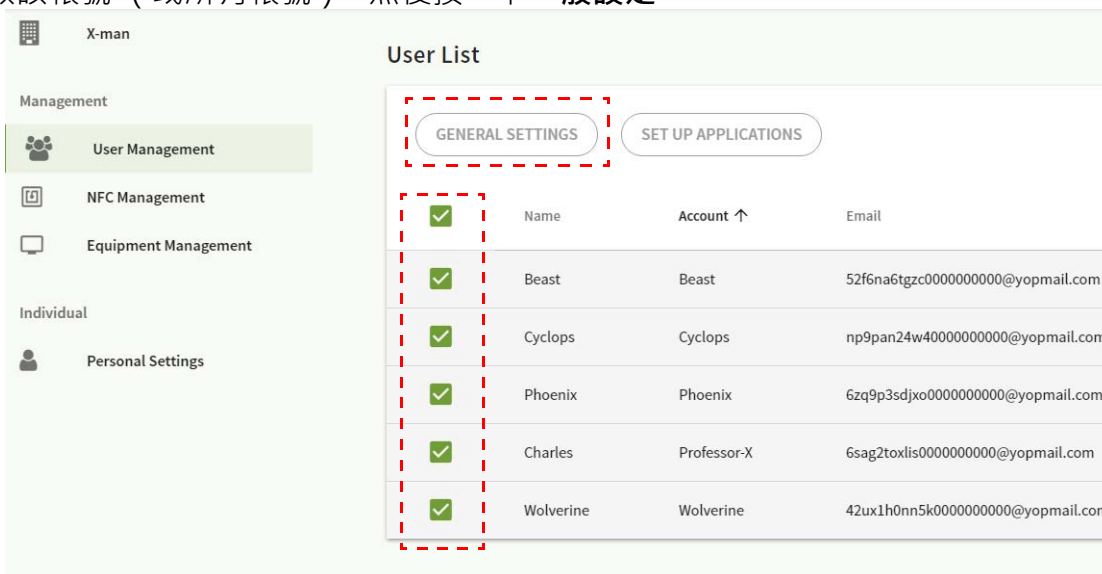 X-man
User List
Management
GENERAL SETTINGS
SET UP APPLICATIONS
User Management
NFC Management
Name Account ↑ Email
Equipment Management
Beast Beast 52f6na6tgzc0000000000@yopmail.com
Individual
Cyclops Cyclops np9pan24w40000000000@yopmail.com
Personal Settings
Phoenix Phoenix 6zq9p3sdjxo0000000000@yopmail.com
Charles Professor-X 6sag2toxlis0000000000@yopmail.com
Wolverine Wolverine 42ux1h0nn5k0000000000@yopmail.com